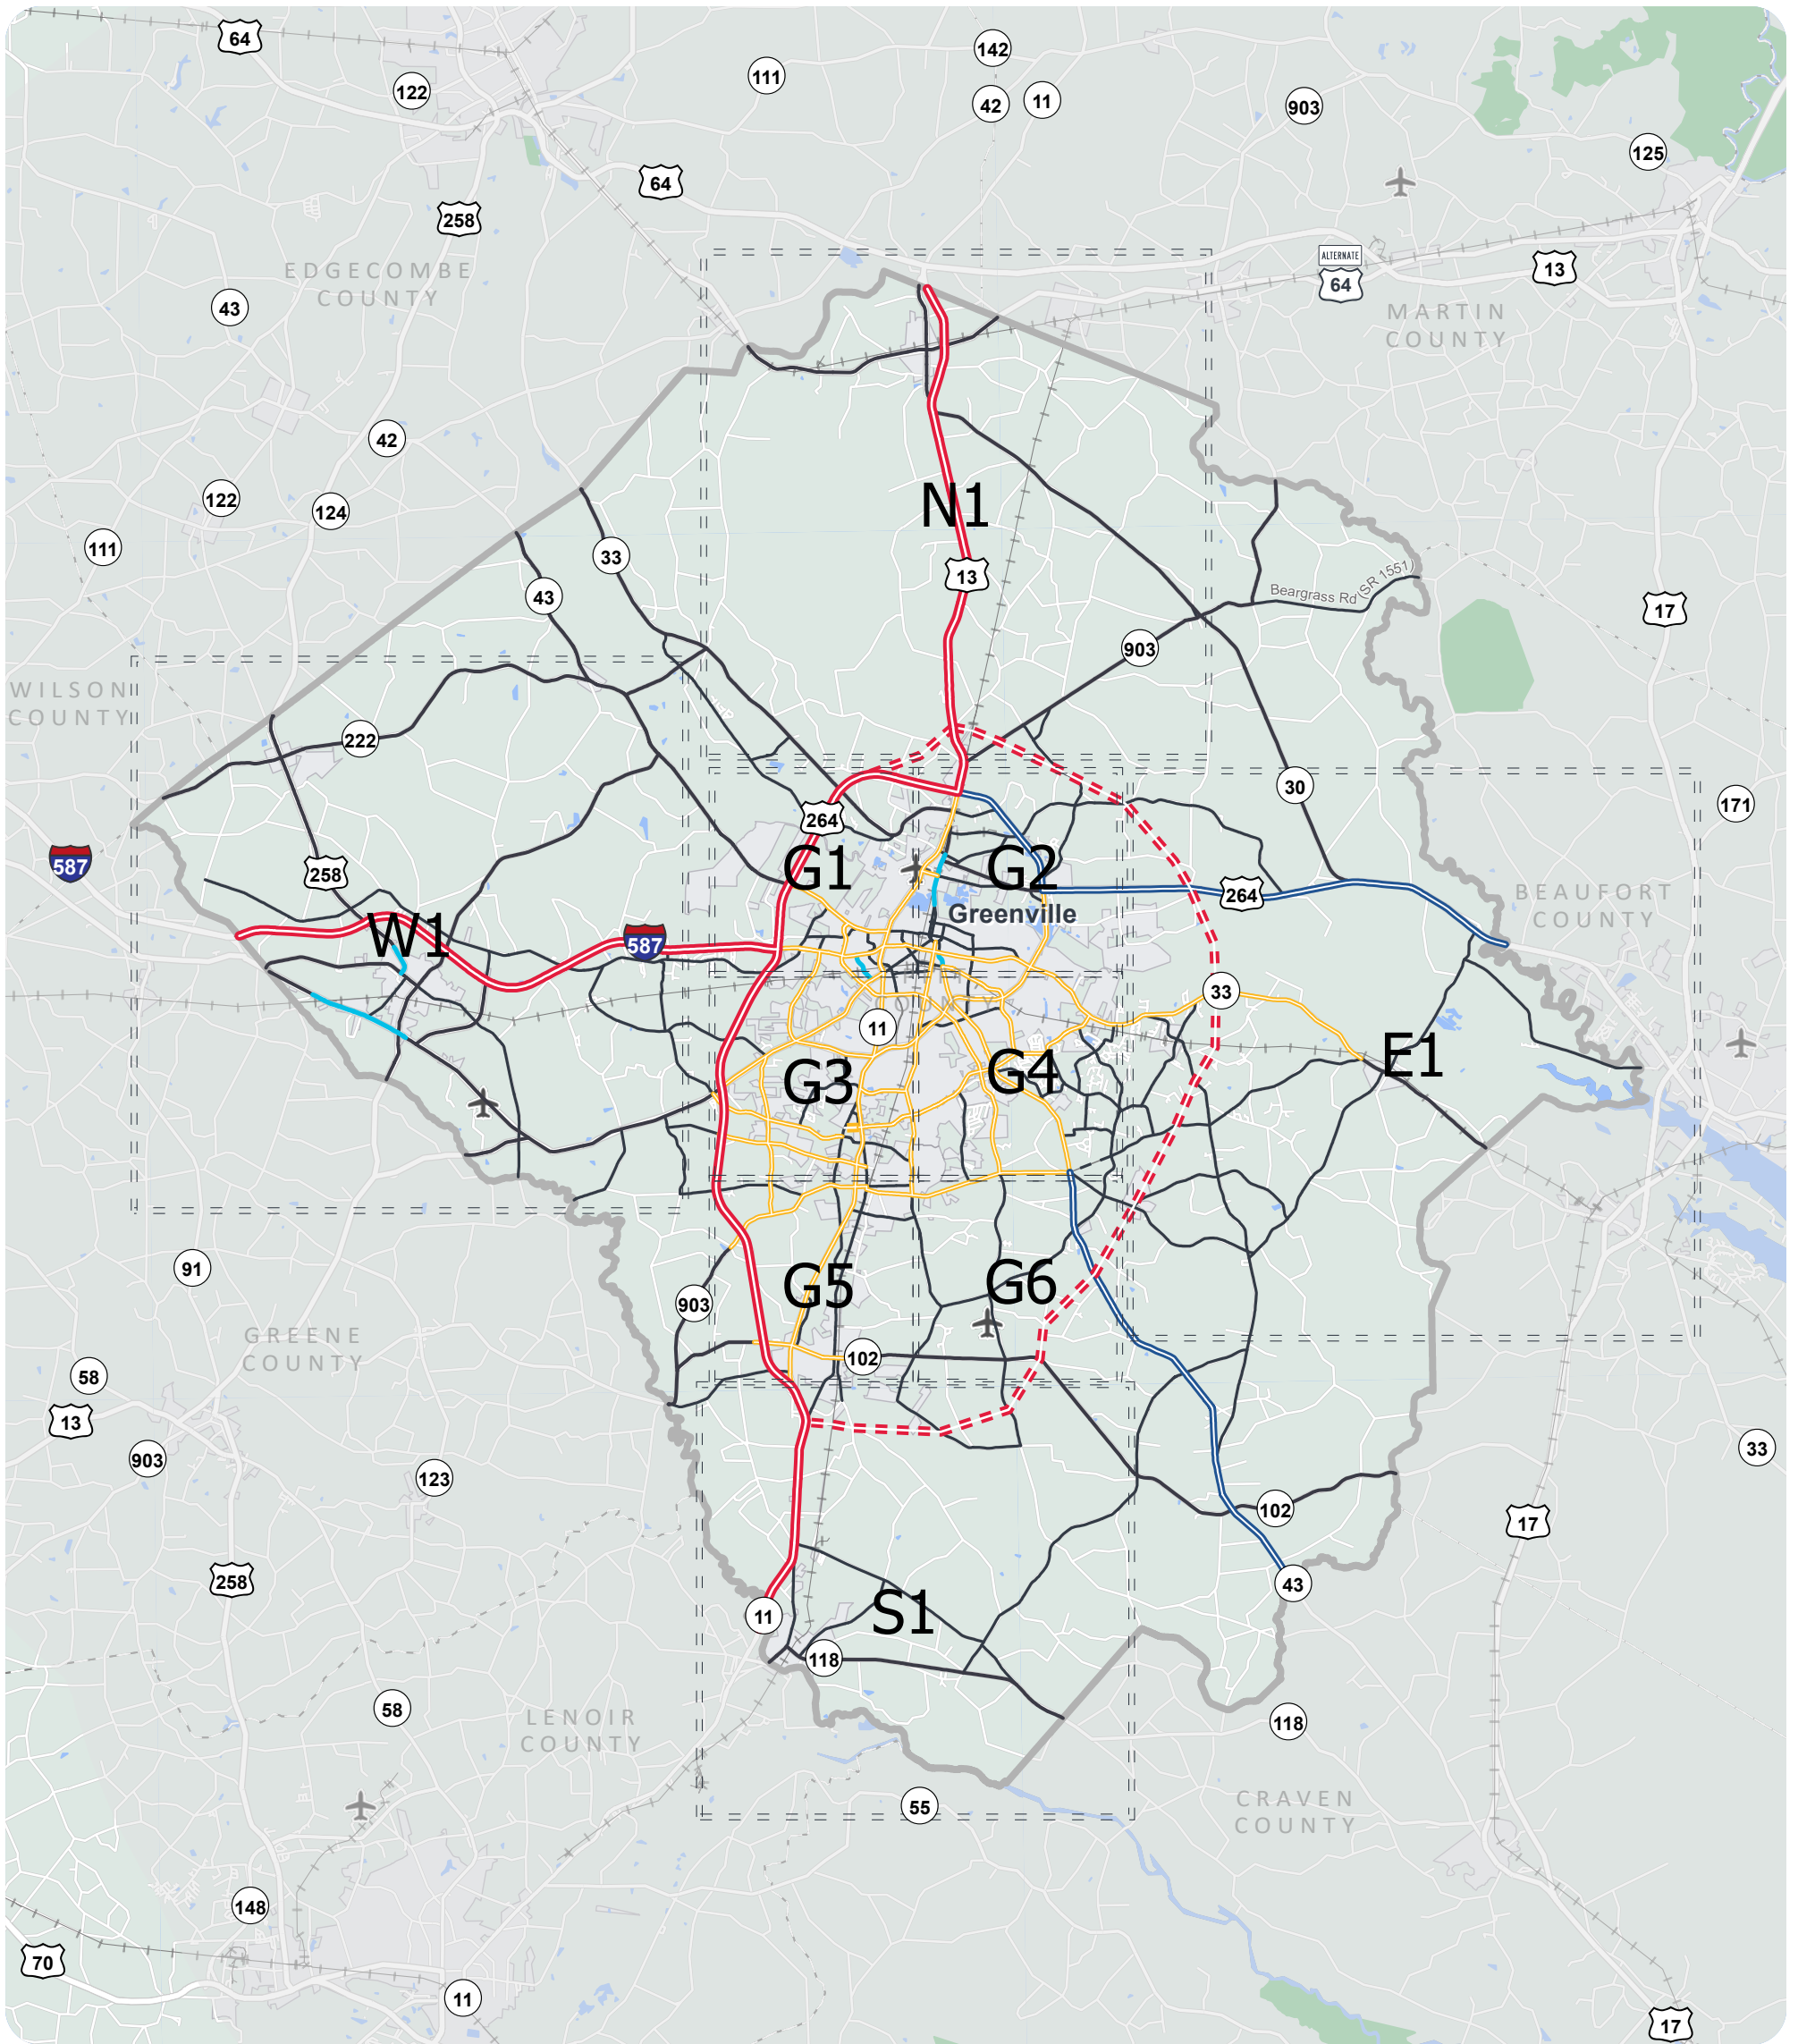 64
142
111
122
42
11
903
125
64
258
EDGECOMBE
COUNTY
ALTERNATE
64
13
43
MARTIN
COUNTY
42
122
124
N1
111
33
13
Beargrass Rd (SR 1551)
43
17
903
WILSON
COUNTY
222
30
171
264
587
258
G1
G2
264
BEAUFORT
COUNTY
Greenville
W1
587
33
COUNTY
11
E1
G3
G4
91
G5
G6
903
GREENE
COUNTY
102
58
13
33
903
123
102
17
258
43
11
S1
118
58
LENOIR
COUNTY
118
55
CRAVEN
COUNTY
148
70
11
17